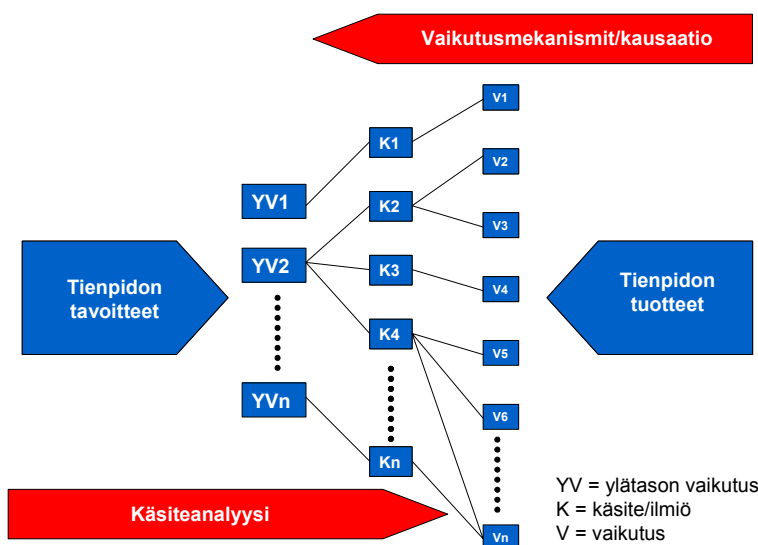 Vaikutusmekanismit/kausaatio
V1
K1
V2
YV1
K2
V3
Tienpidon
tavoitteet
YV2
K3
V4
Tienpidon
tuotteet
K4
V5
YVn
V6
Kn
YV = ylätason vaikutus
K = käsite/ilmiö
V = vaikutus
Käsiteanalyysi
Vn